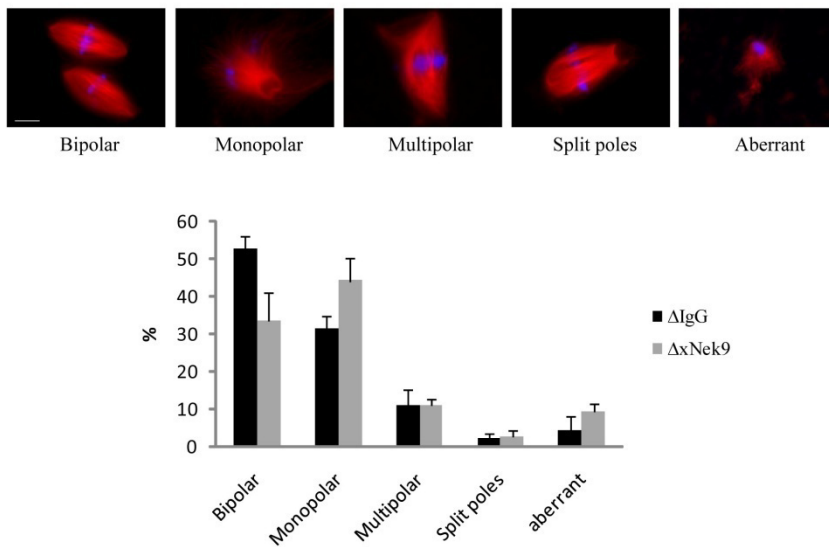 Bipolar
Monopolar
Multipolar
Split poles
Aberrant
60
50
40
30
20
10
0
%
ΔIgG
ΔxNek9
Bipolar
Monopolar
Multipolar
Split poles
aberrant